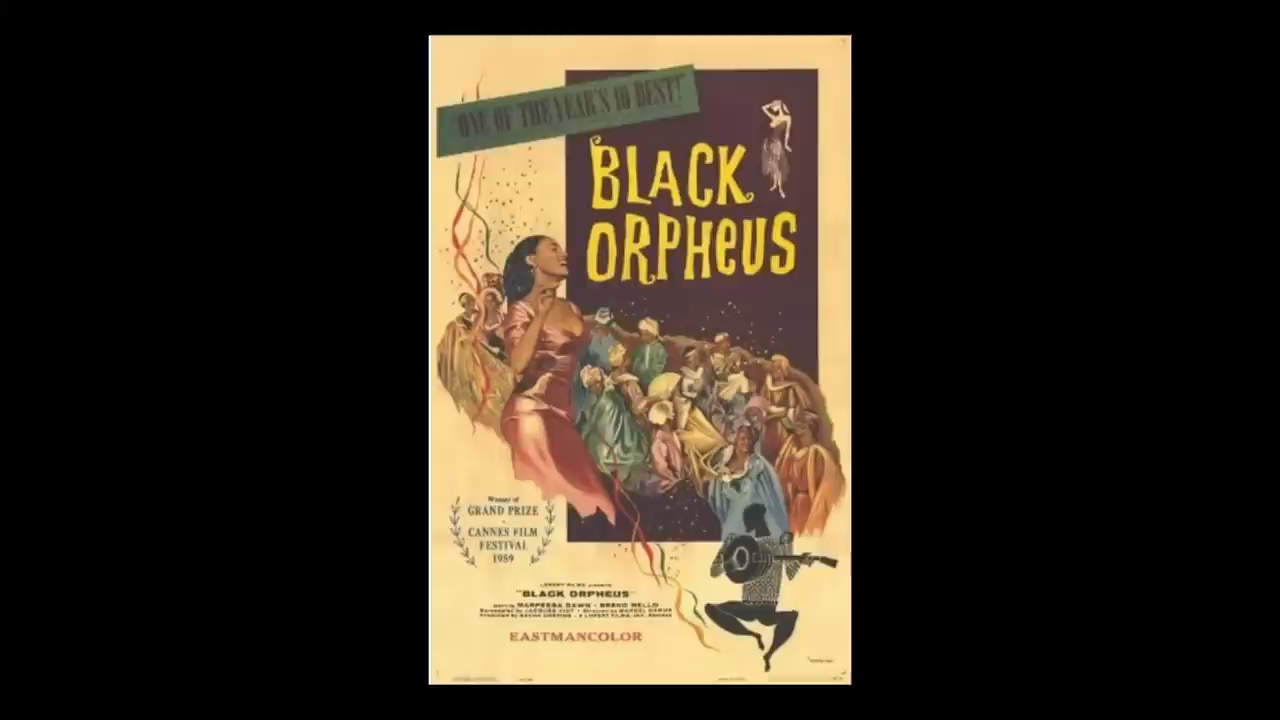 "ONE OF THE YEAR'S 10 BEST!"
BLACK
ORPHEUS
Winner of
GRAND PRIZE
CANNES FILM
FESTIVAL
1959
"BLACK ORPHEUS"
MARPESSA DAWN · BRENO MELLO
EASTMANCOLOR